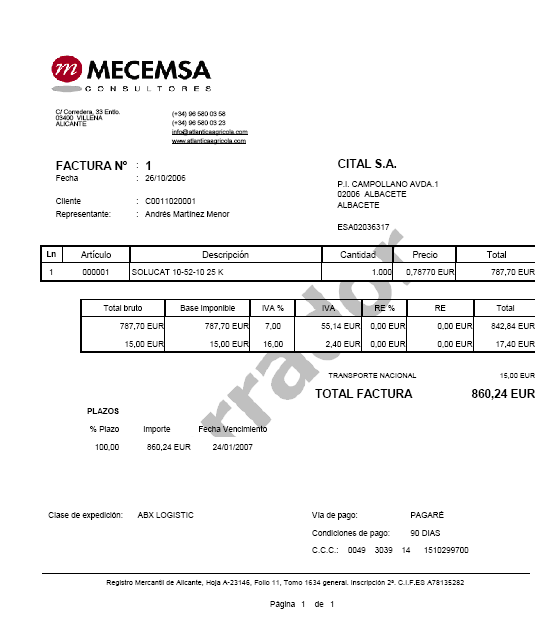 m MECEMSA
CONSULTORES
C/ Corredera, 33 Entlo.
03400 VILLENA
ALICANTE
(+34) 96 580 03 58
(+34) 96 580 03 23
info@atlanticaagricola.com
www.atlanticaagricola.com
FACTURA Nº : 1
Fecha : 26/10/2006
Cliente : C0011020001
Representante: : Andrés Martínez Menor
CITAL S.A.
P.I. CAMPOLLANO AVDA.1
02006 ALBACETE
ALBACETE
ESA02036317
Ln Artículo Descripción Cantidad Precio Total
1 000001 SOLUCAT 10-52-10 25 K 1.000 0,78770 EUR 787,70 EUR
Total bruto Base Imponible IVA % IVA RE % RE Total
787,70 EUR 787,70 EUR 7,00 55,14 EUR 0,00 EUR 0,00 EUR 842,84 EUR
15,00 EUR 15,00 EUR 16,00 2,40 EUR 0,00 EUR 0,00 EUR 17,40 EUR
rrador
TRANSPORTE NACIONAL 15,00 EUR
TOTAL FACTURA 860,24 EUR
PLAZOS
% Plazo Importe Fecha Vencimiento
100,00 860,24 EUR 24/01/2007
Clase de expedición: ABX LOGISTIC
Vía de pago: PAGARÉ
Condiciones de pago: 90 DIAS
C.C.C.: 0049 3039 14 1510299700
Registro Mercantil de Alicante, Hoja A-23146, Folio 11, Tomo 1634 general. Inscripción 2ª. C.I.F.ES A78135282
Página 1 de 1